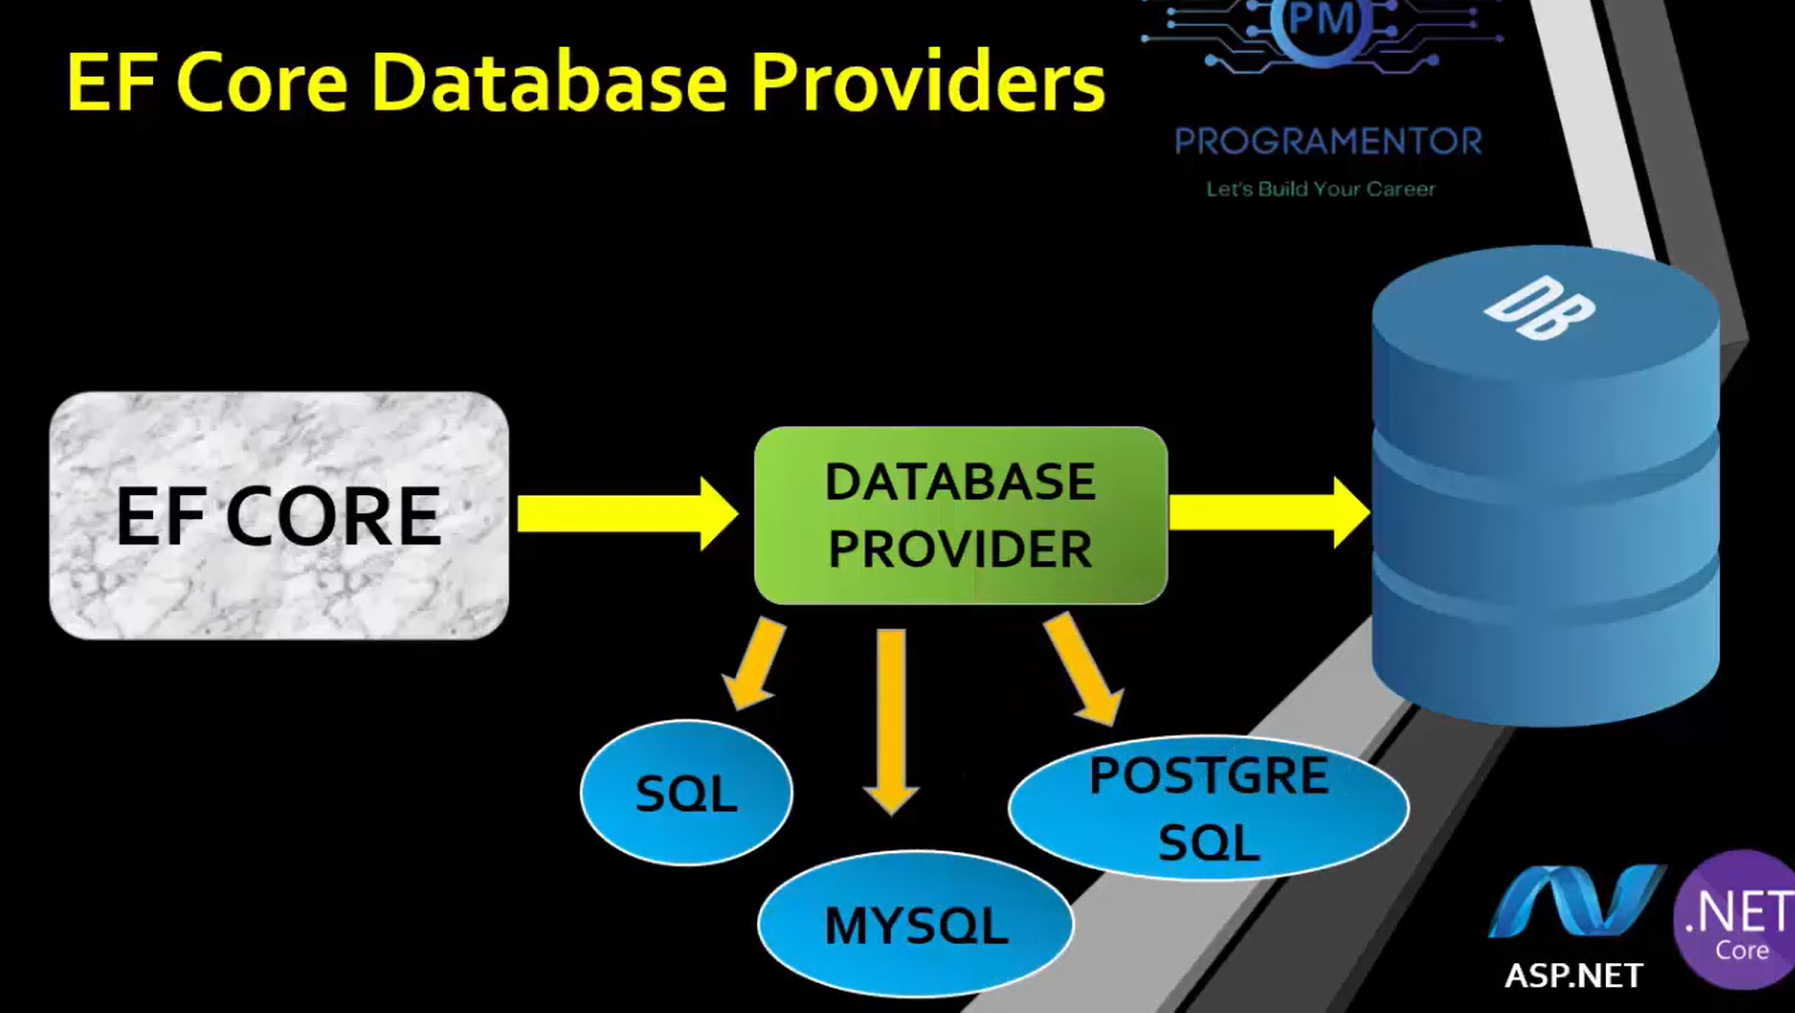 EF Core Database Providers
PM
PROGRAMENTOR
Let's Build Your Career
DB
EF CORE
DATABASE
PROVIDER
SQL
POSTGRE
SQL
MYSQL
ASP.NET
.NET
Core